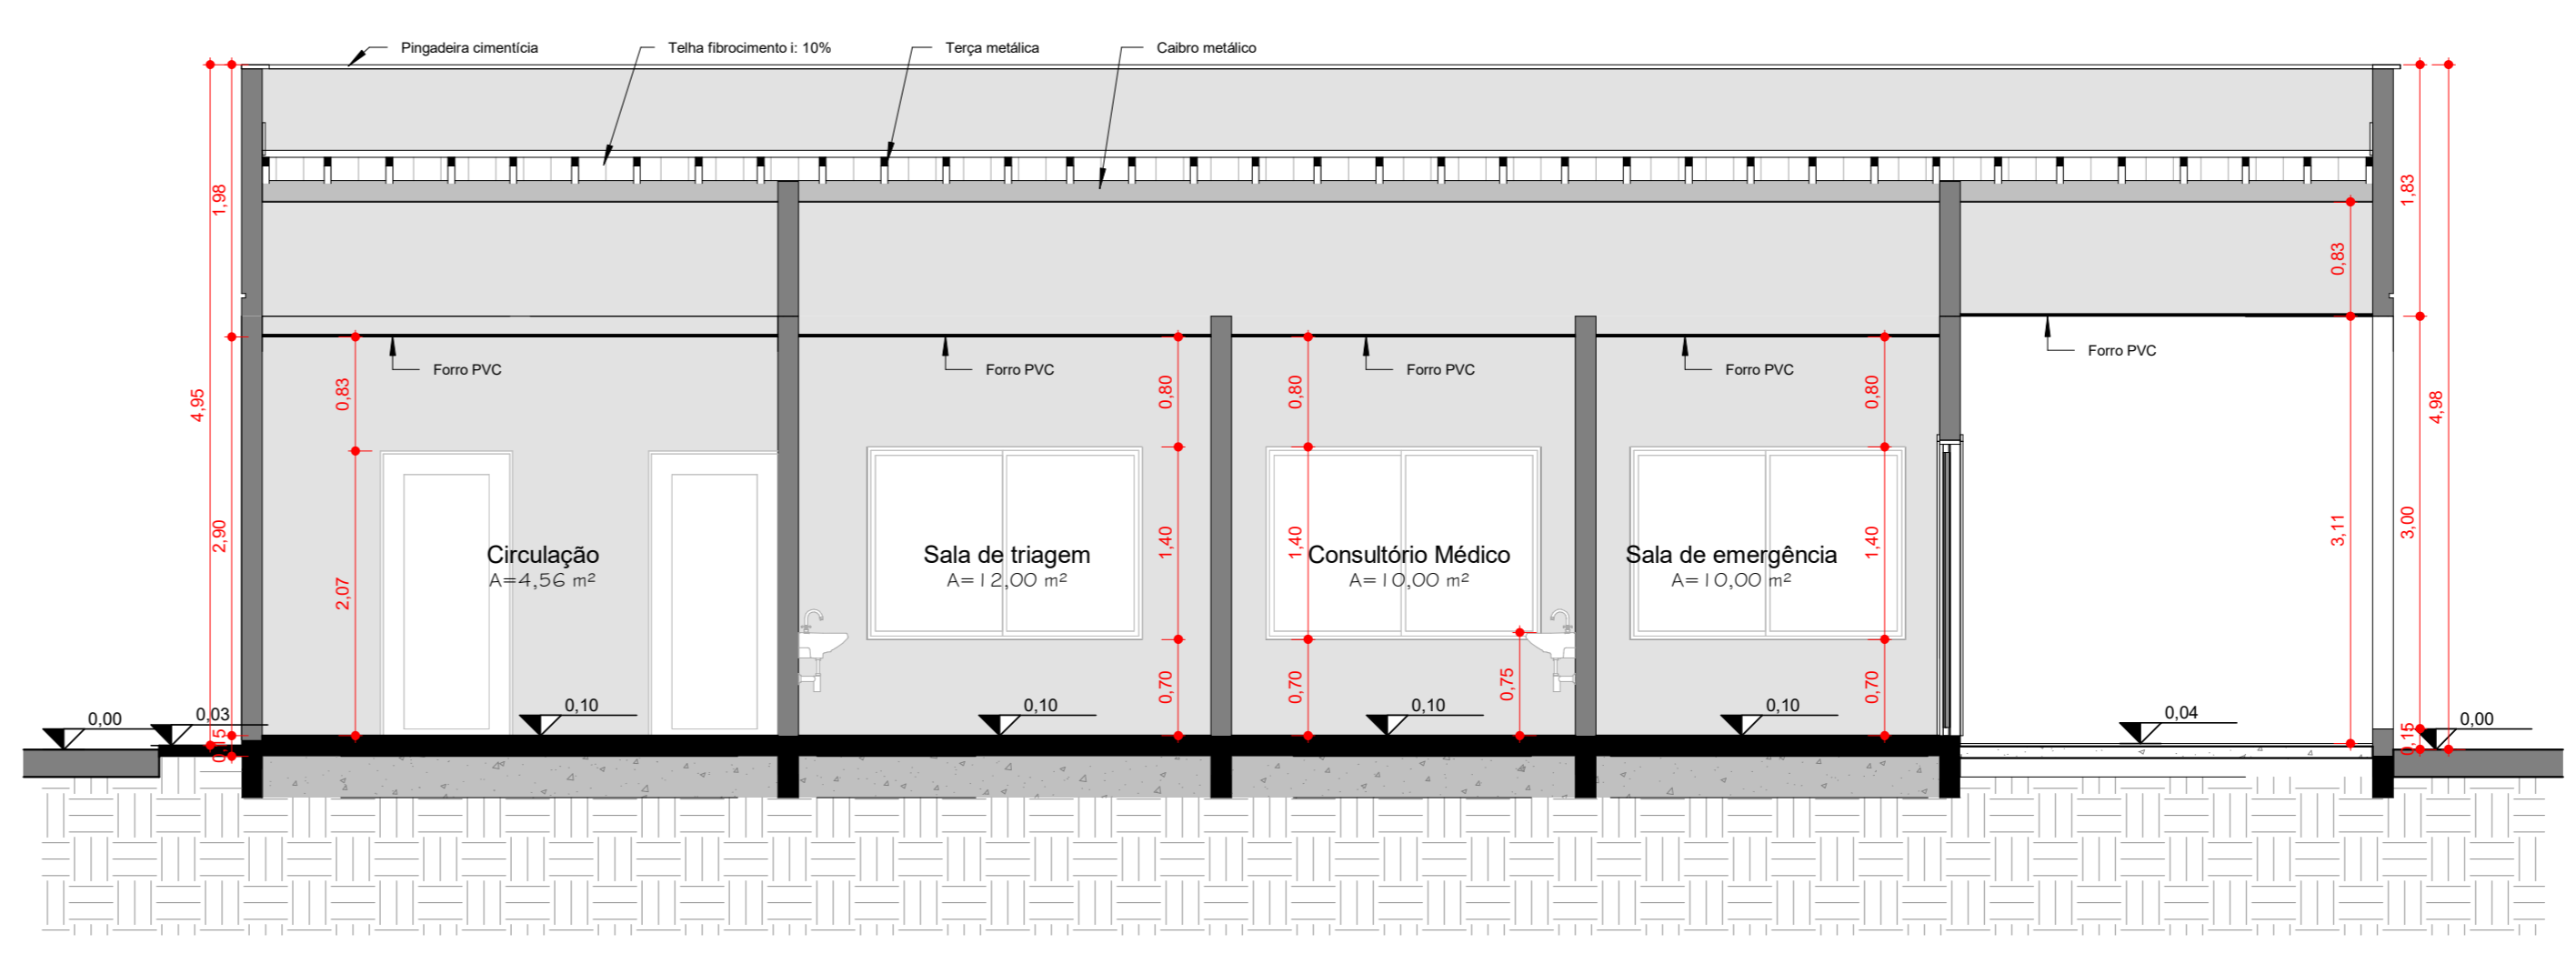 Pingadeira cimentícia
Telha fibrocimento i: 10%
Terça metálica
Caibro metálico
1,98
1,83
0,83
Forro PVC
Forro PVC
Forro PVC
Forro PVC
Forro PVC
4,95
0,83
0,80
0,80
0,80
4,98
2,90
2,07
1,40
1,40
1,40
3,11
3,00
Circulação
A=4,56 m²
Sala de triagem
A=12,00 m²
Consultório Médico
A=10,00 m²
Sala de emergência
A=10,00 m²
0,70
0,70
0,75
0,70
0,00
0,03
0,10
0,10
0,10
0,10
0,04
0,00
0,15
0,15